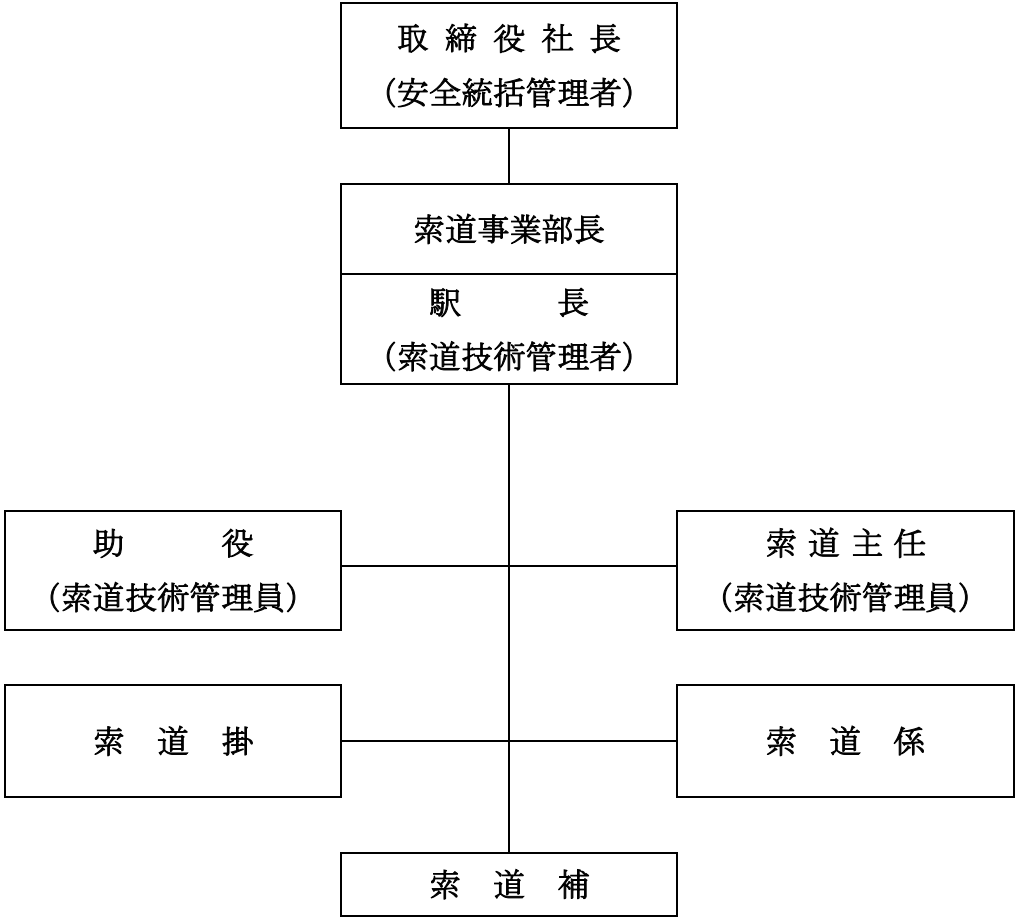 取締役社長
（安全統括管理者）
索道事業部長
駅　　　長
（索道技術管理者）
助　　　役
（索道技術管理員）
索道主任
（索道技術管理員）
索　道　掛
索　道　係
索　道　補